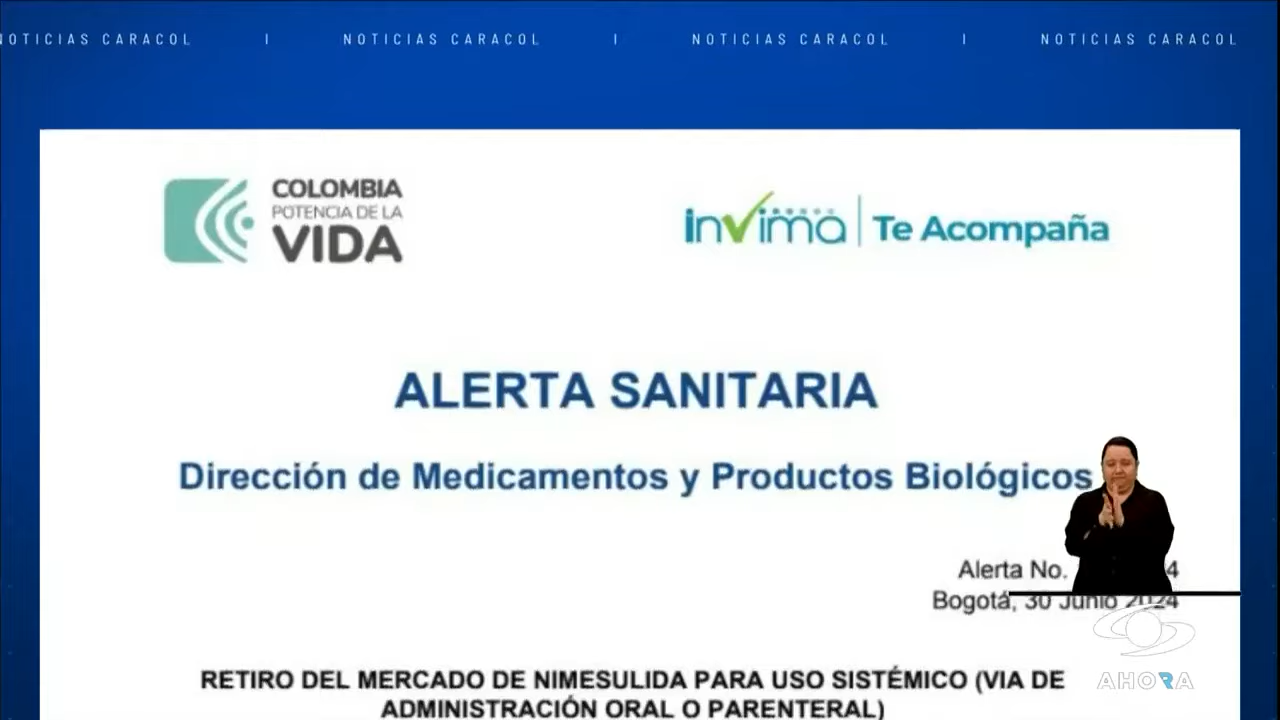 NOTICIAS CARACOL | NOTICIAS CARACOL | NOTICIAS CARACOL | NOTICIAS CARACOL
COLOMBIA
POTENCIA DE LA
VIDA
invima | Te Acompaña
ALERTA SANITARIA
Dirección de Medicamentos y Productos Biológicos
Alerta No. 4
Bogotá, 30 Junio 2024
RETIRO DEL MERCADO DE NIMESULIDA PARA USO SISTÉMICO (VIA DE
ADMINISTRACIÓN ORAL O PARENTERAL)
AHORA